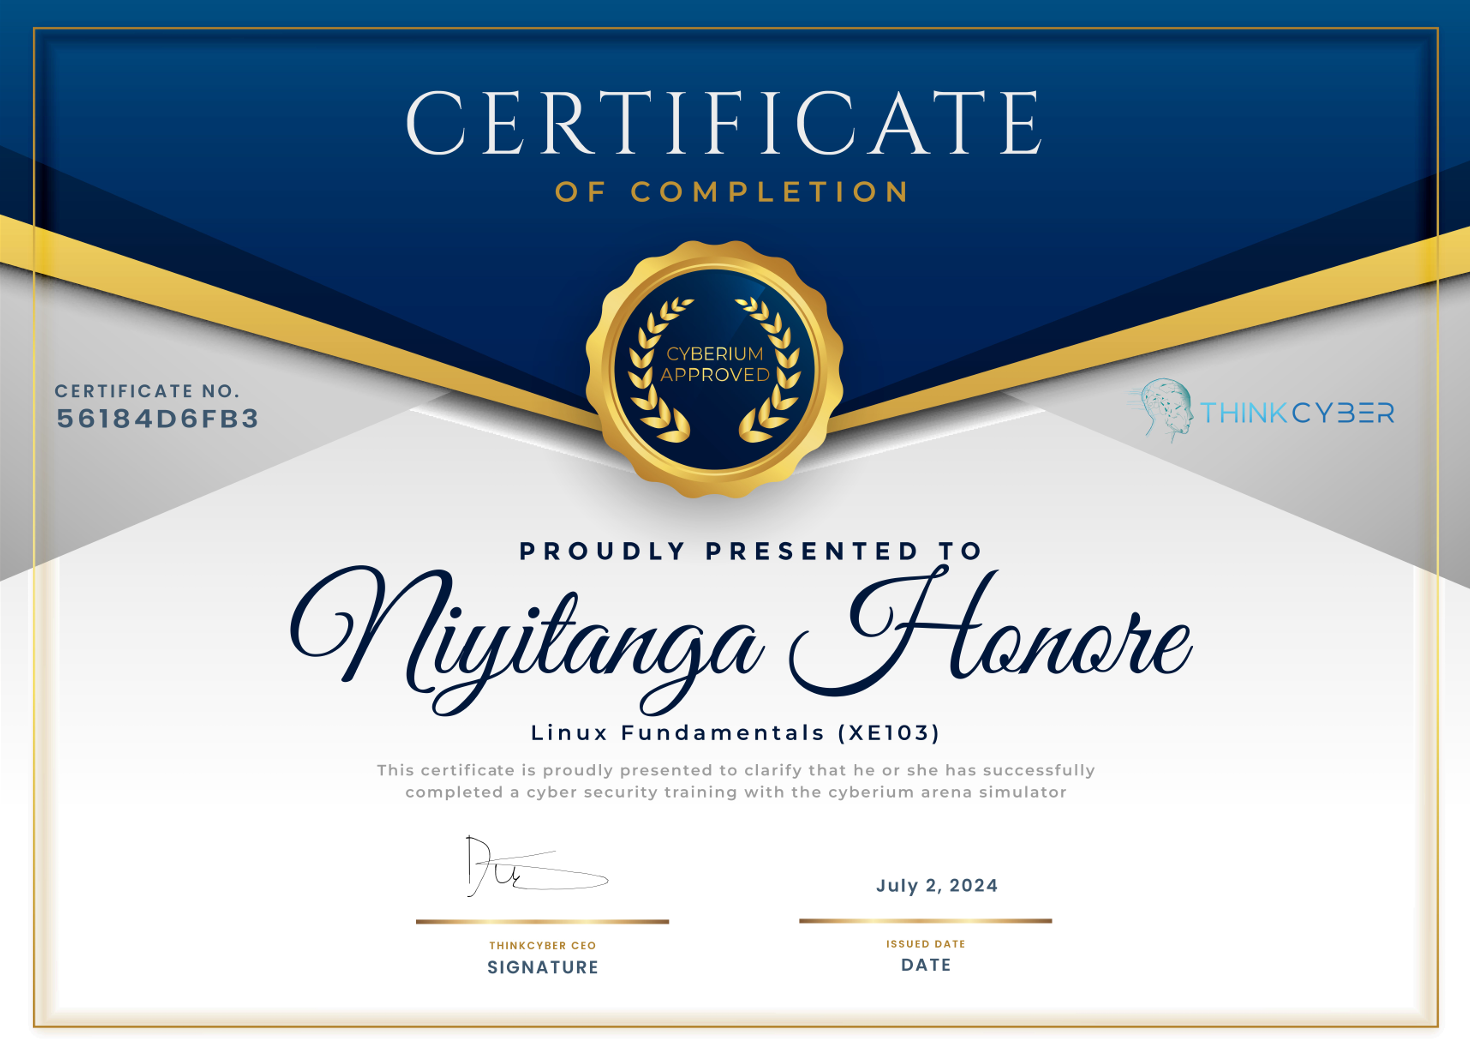 CERTIFICATE
OF COMPLETION
CYBERIUM
APPROVED
CERTIFICATE NO.
56184D6FB3
THINKCYBER
PROUDLY PRESENTED TO
Niyitanga Honore
Linux Fundamentals (XE103)
This certificate is proudly presented to clarify that he or she has successfully
completed a cyber security training with the cyberium arena simulator
July 2, 2024
THINKCYBER CEO
SIGNATURE
ISSUED DATE
DATE